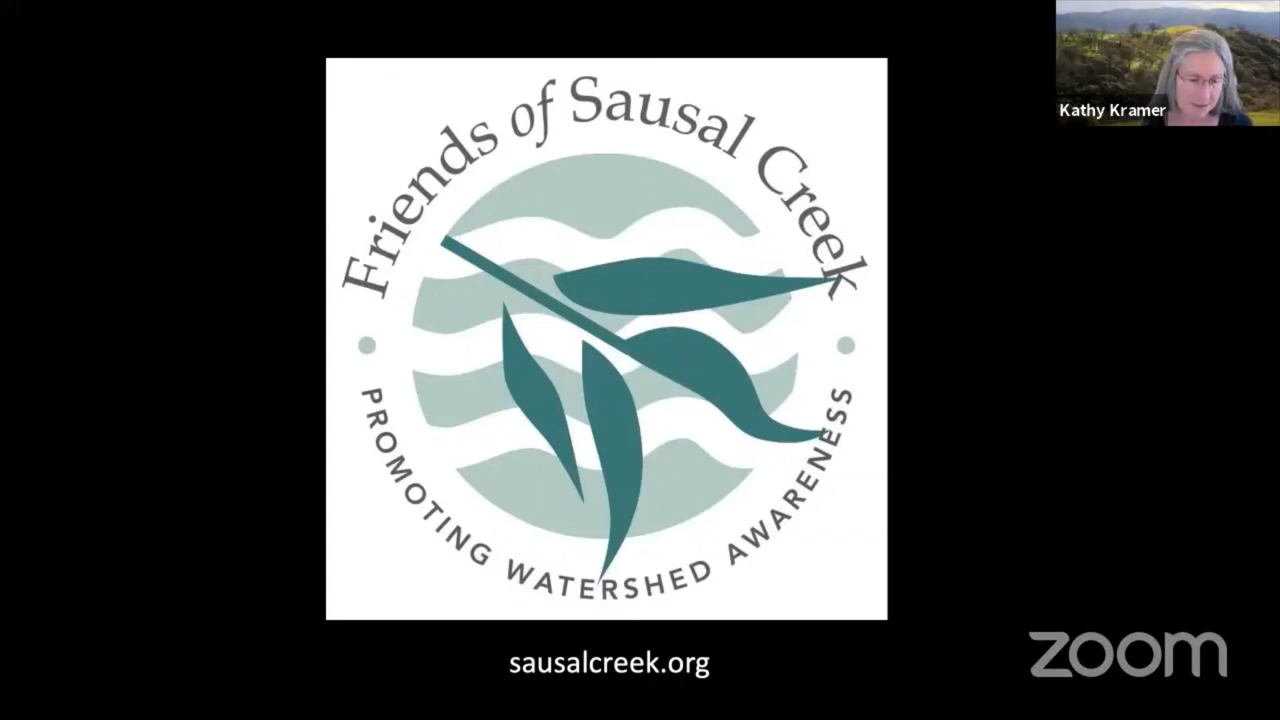 Kathy Kramer
Friends of Sausal Creek
PROMOTING WATERSHED AWARENESS
sausalcreek.org
zoom